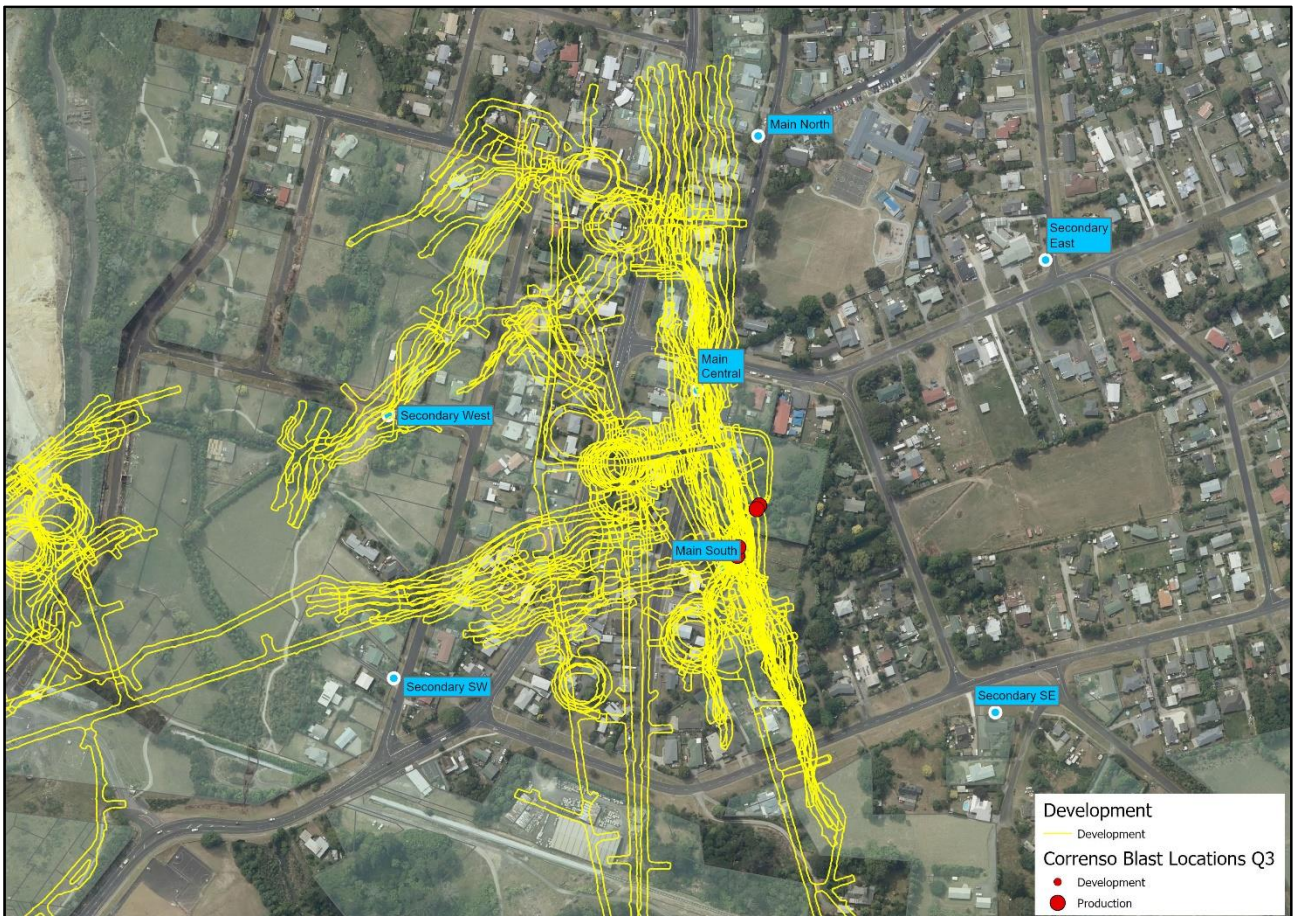 Main North
Secondary
East
Main
Central
Secondary West
Main South
Secondary SW
Secondary SE
Development
Development
Correnso Blast Locations Q3
Development
Production